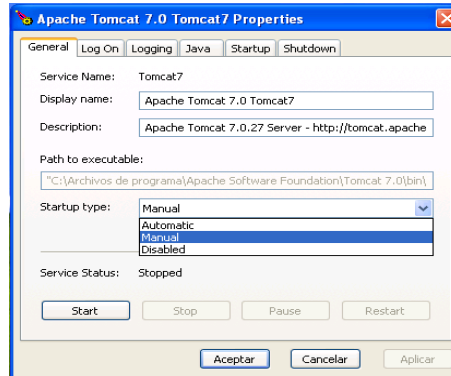 Apache Tomcat 7.0 Tomcat7 Properties
General Log On Logging Java Startup Shutdown
Service Name: Tomcat7
Display name: Apache Tomcat 7.0 Tomcat7
Description: Apache Tomcat 7.0.27 Server - http://tomcat.apache
Path to executable:
"C:\Archivos de programa\Apache Software Foundation\Tomcat 7.0\bin\
Startup type: Manual
Automatic
Manual
Disabled
Service Status: Stopped
Start Stop Pause Restart
Aceptar Cancelar Aplicar